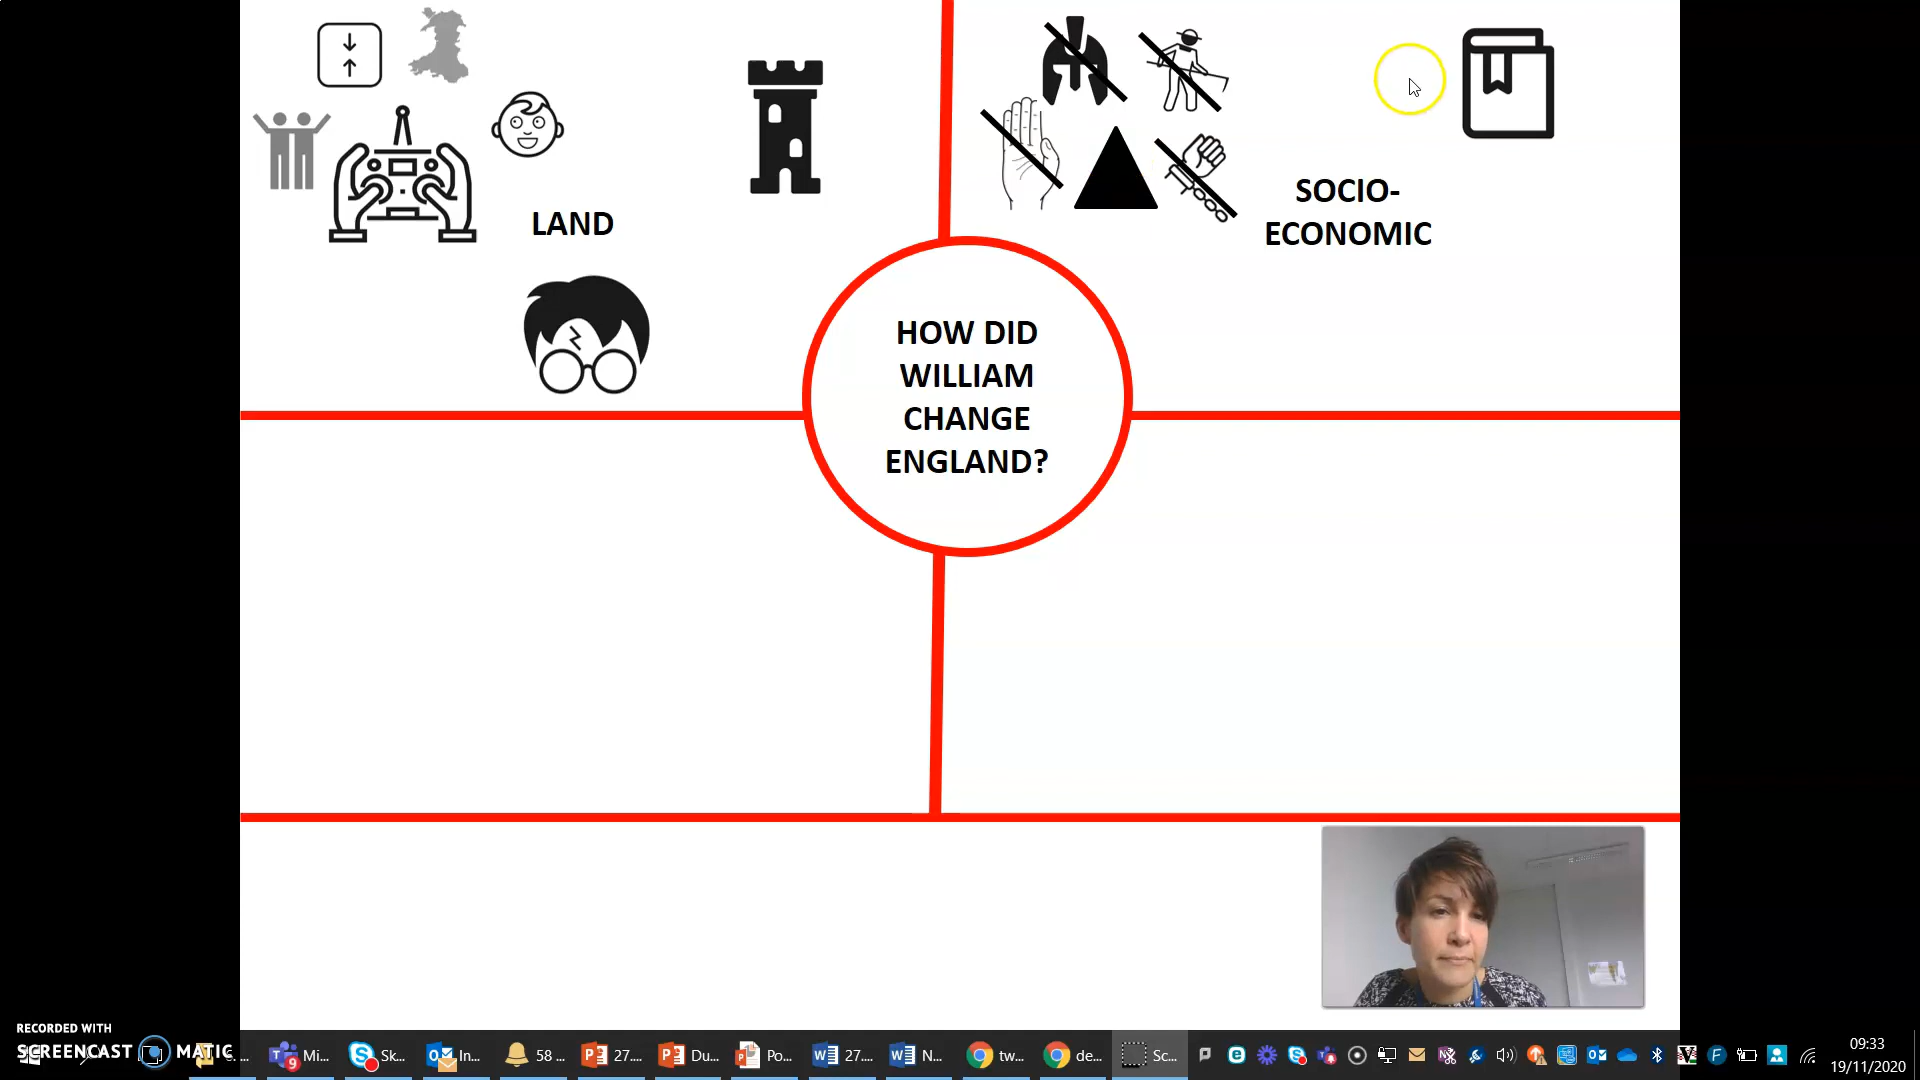 LAND
SOCIO-
ECONOMIC
HOW DID
WILLIAM
CHANGE
ENGLAND?
RECORDED WITH
SCREENCAST MATIC
Mi...
9
Sk...
In...
58 ...
27....
Du...
Po...
27....
N...
tw...
de...
Sc...
09:33
19/11/2020